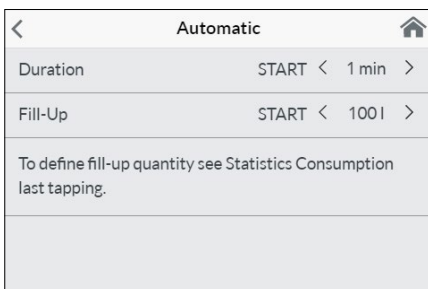 Automatic
Duration START < 1 min >
Fill-Up START < 100 l >
To define fill-up quantity see Statistics Consumption
last tapping.